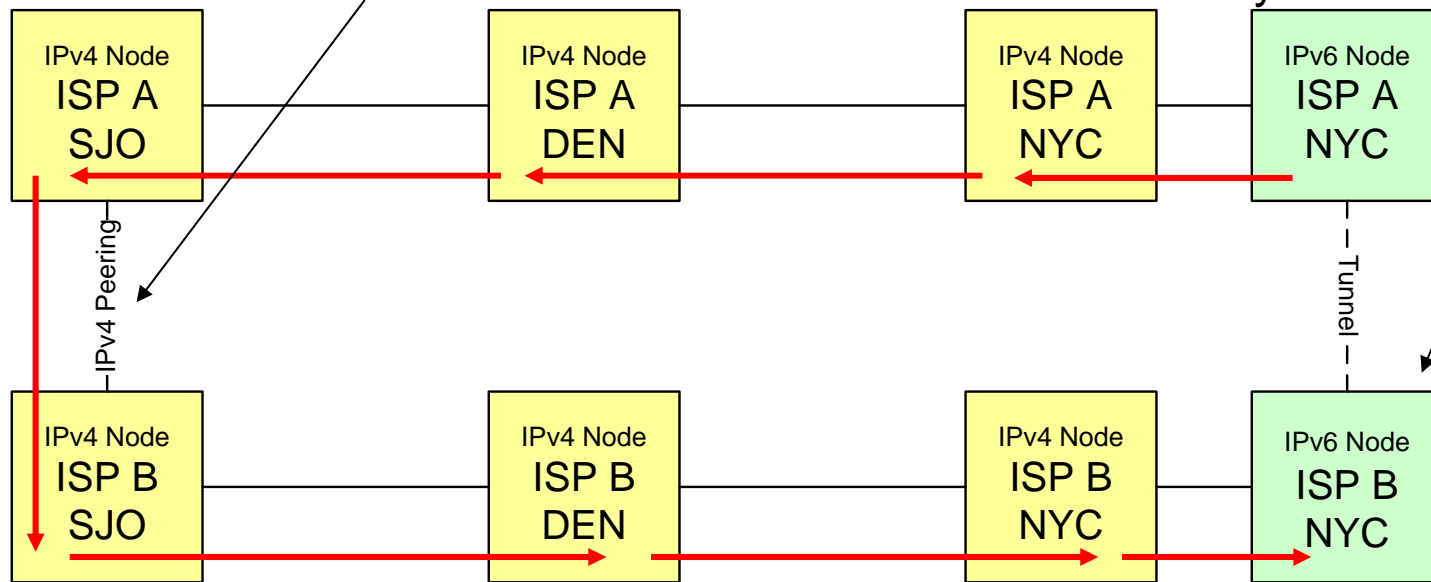 IPv4 Node
ISP A
SJO
IPv4 Node
ISP A
DEN
IPv4 Node
ISP A
NYC
IPv6 Node
ISP A
NYC
IPv4 Peering
Tunnel
IPv4 Node
ISP B
SJO
IPv4 Node
ISP B
DEN
IPv4 Node
ISP B
NYC
IPv6 Node
ISP B
NYC